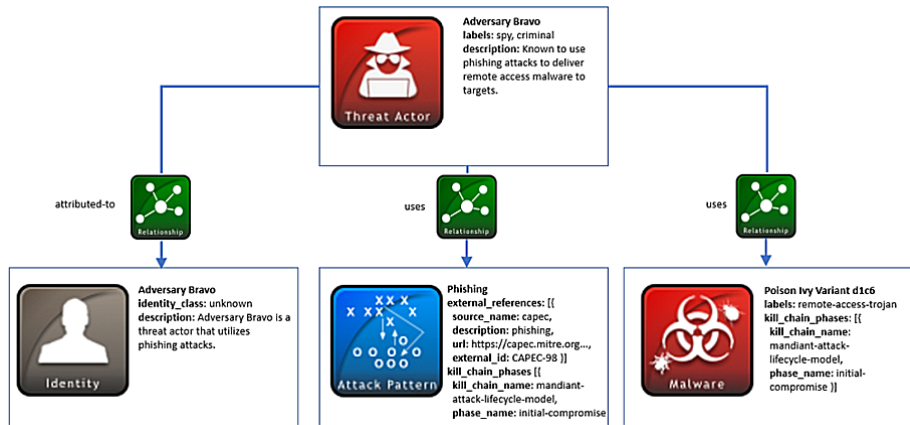 Adversary Bravo
labels: spy, criminal
description: Known to use
phishing attacks to deliver
remote access malware to
targets.
Threat Actor
attributed-to
Relationship
uses
Relationship
uses
Relationship
Adversary Bravo
identity_class: unknown
description: Adversary Bravo is a
threat actor that utilizes
phishing attacks.
Identity
Phishing
external_references: [{
source_name: capec,
description: phishing,
url: https://capec.mitre.org...,
external_id: CAPEC-98 }]
kill_chain_phases [{
kill_chain_name: mandiant-
attack-lifecycle-model,
phase_name: initial-compromise
X XX X
X XX X
X
O
O O O O
O O O
Attack Pattern
Poison Ivy Variant d1c6
labels: remote-access-trojan
kill_chain_phases: [{
kill_chain_name:
mandiant-attack-
lifecycle-model,
phase_name: initial-
compromise }]
Malware